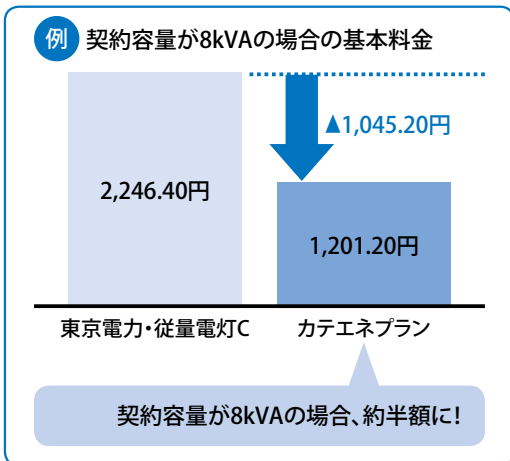 例 契約容量が8kVAの場合の基本料金
▲1,045.20円
2,246.40円
1,201.20円
東京電力・従量電灯C
カテエネプラン
契約容量が8kVAの場合、約半額に!